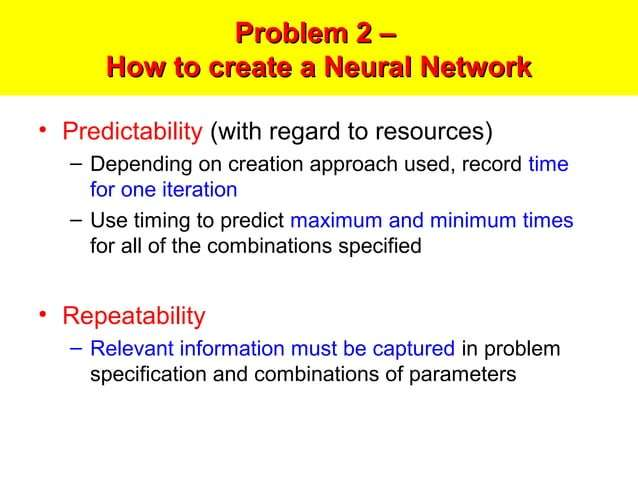 Problem 2 –
How to create a Neural Network
• Predictability (with regard to resources)
– Depending on creation approach used, record time
for one iteration
– Use timing to predict maximum and minimum times
for all of the combinations specified
• Repeatability
– Relevant information must be captured in problem
specification and combinations of parameters